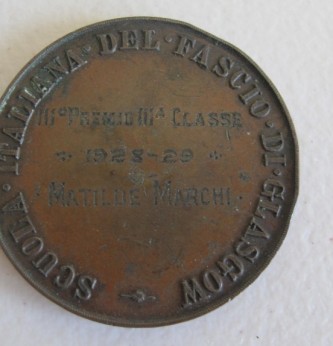 SCUOLA · ITALIANA · DEL · FASCIO · DI · GLASGOW
IIIº PREMIO IIIª CLASSE
1928-29
MATILDE MARCHI